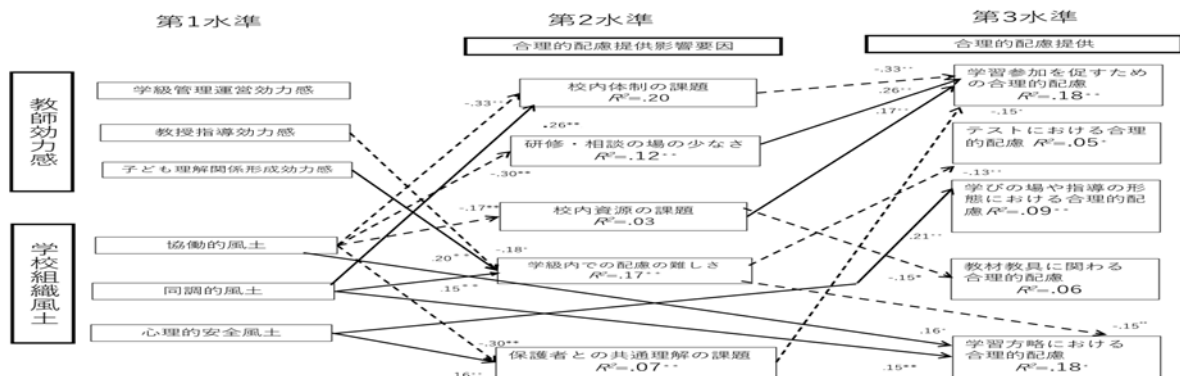 第1水準
第2水準
第3水準
合理的配慮提供影響要因
合理的配慮提供
教師効力感
学級管理運営効力感
教授指導効力感
子ども理解関係形成効力感
学校組織風土
協働的風土
同調的風土
心理的安全風土
-.33**
.26**
-.30**
-.17**
-.18*
.20**
.15**
-.30**
.16**
校内体制の課題
R²=.20
研修・相談の場の少なさ
R²=.12**
校内資源の課題
R²=.03
学級内での配慮の難しさ
R²=.17**
保護者との共通理解の課題
R²=.07**
-.33**
.26**
.17**
-.15*
-.13**
.21**
-.15*
-.15**
.16*
.15**
学習参加を促すため
の合理的配慮
R²=.18**
テストにおける合理
的配慮 R²=.05*
学びの場や指導の形
態における合理的配
慮R²=.09**
教材教具に関わる
合理的配慮
R²=.06
学習方略における
合理的配慮
R²=.18*